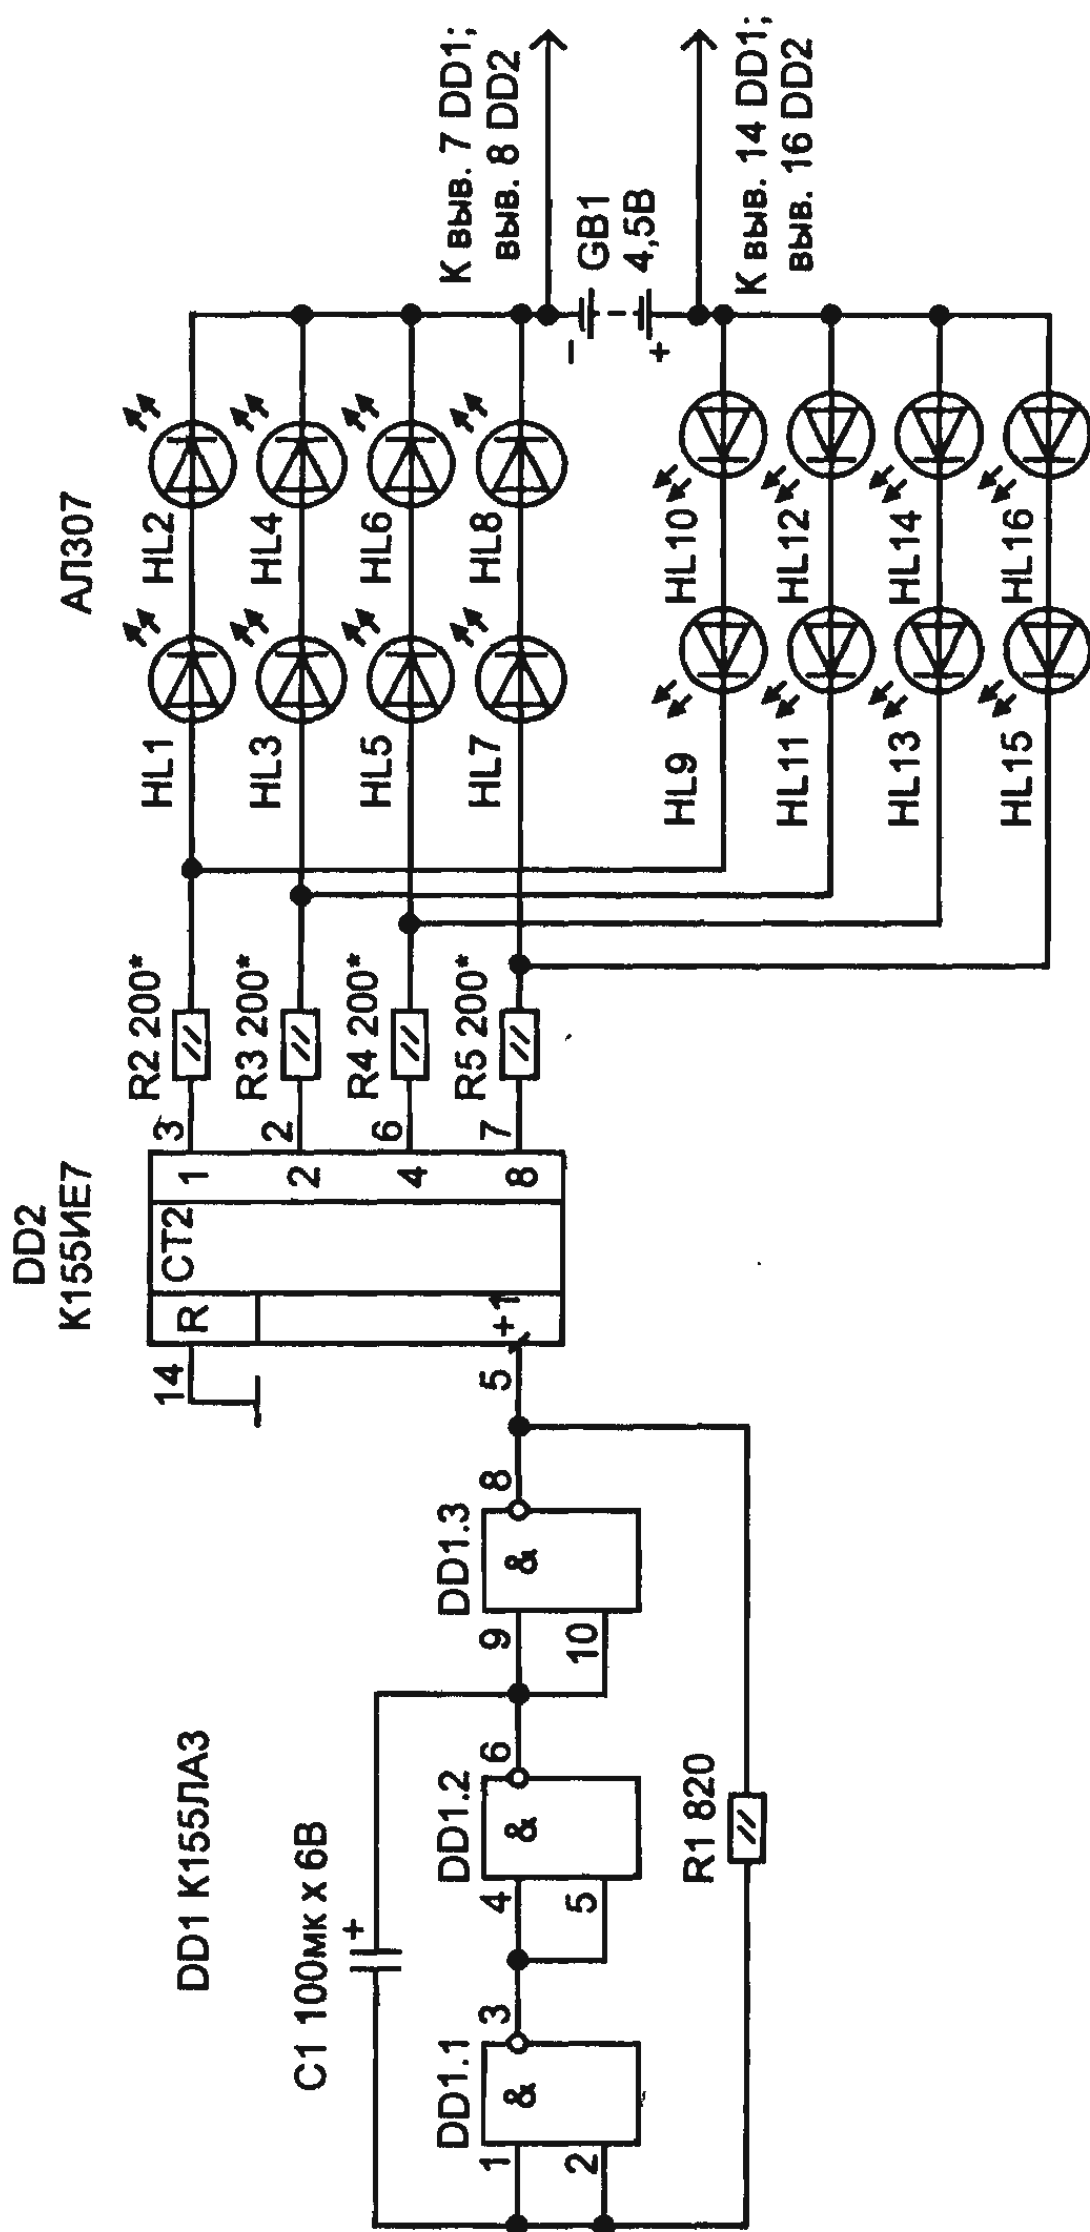 DD1 К155ЛА3
C1 100мк x 6В
+
DD1.1
&
1
2
3
DD1.2
&
4
5
6
DD1.3
&
9
10
8
R1 820
DD2
К155ИЕ7
14
R
CT2
5
+1
1
2
4
8
3
2
6
7
R2 200*
R3 200*
R4 200*
R5 200*
АЛ307
HL1
HL2
HL3
HL4
HL5
HL6
HL7
HL8
HL9
HL10
HL11
HL12
HL13
HL14
HL15
HL16
К выв. 7 DD1;
выв. 8 DD2
−
GB1
4,5В
+
К выв. 14 DD1;
выв. 16 DD2